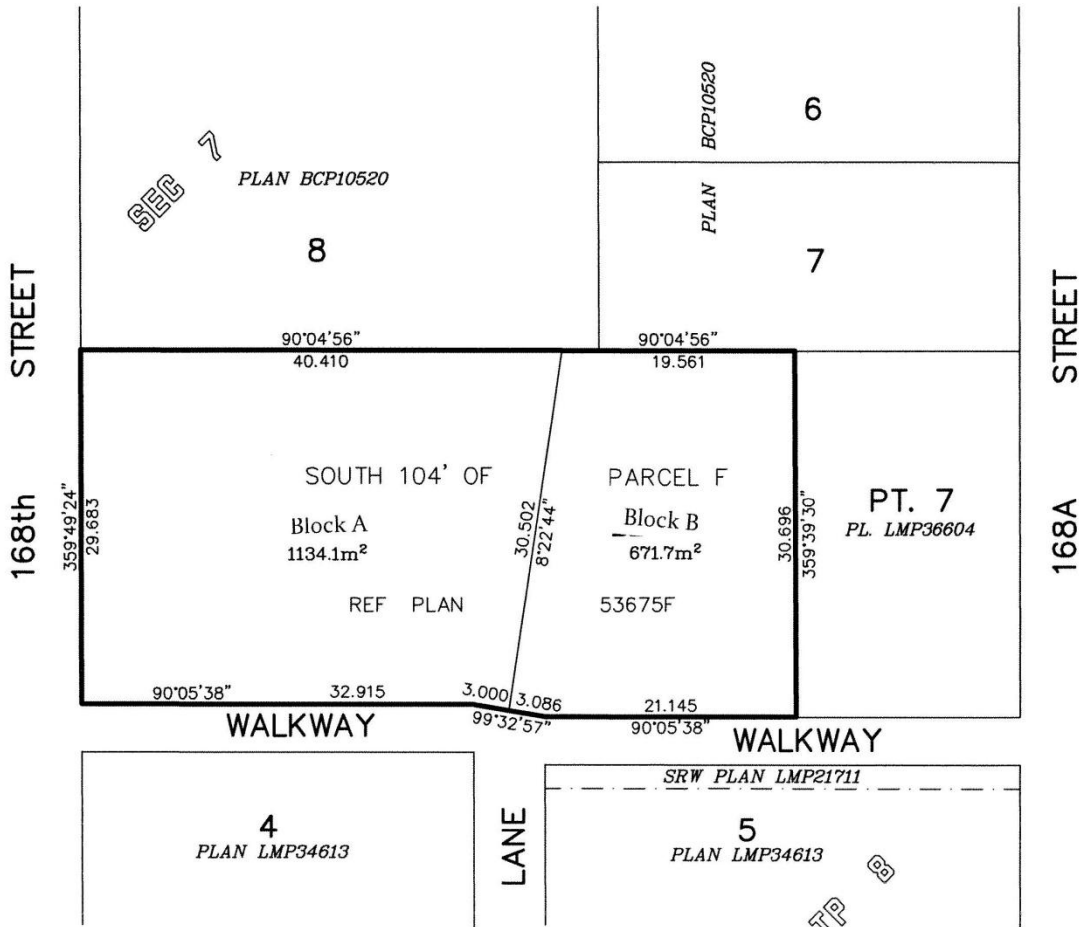 BCP10520
PLAN
6
SEC 7
PLAN BCP10520
8
7
STREET
168th
STREET
168A
90°04'56"
40.410
90°04'56"
19.561
359°49'24"
29.683
SOUTH 104' OF
PARCEL F
Block A
1134.1m²
30.502
8°22'44"
Block B
671.7m²
30.696
359°39'30"
PT. 7
PL. LMP36604
REF PLAN
53675F
90°05'38"
32.915
3.000
3.086
99°32'57"
21.145
90°05'38"
WALKWAY
WALKWAY
SRW PLAN LMP21711
4
PLAN LMP34613
LANE
5
PLAN LMP34613
TP 8